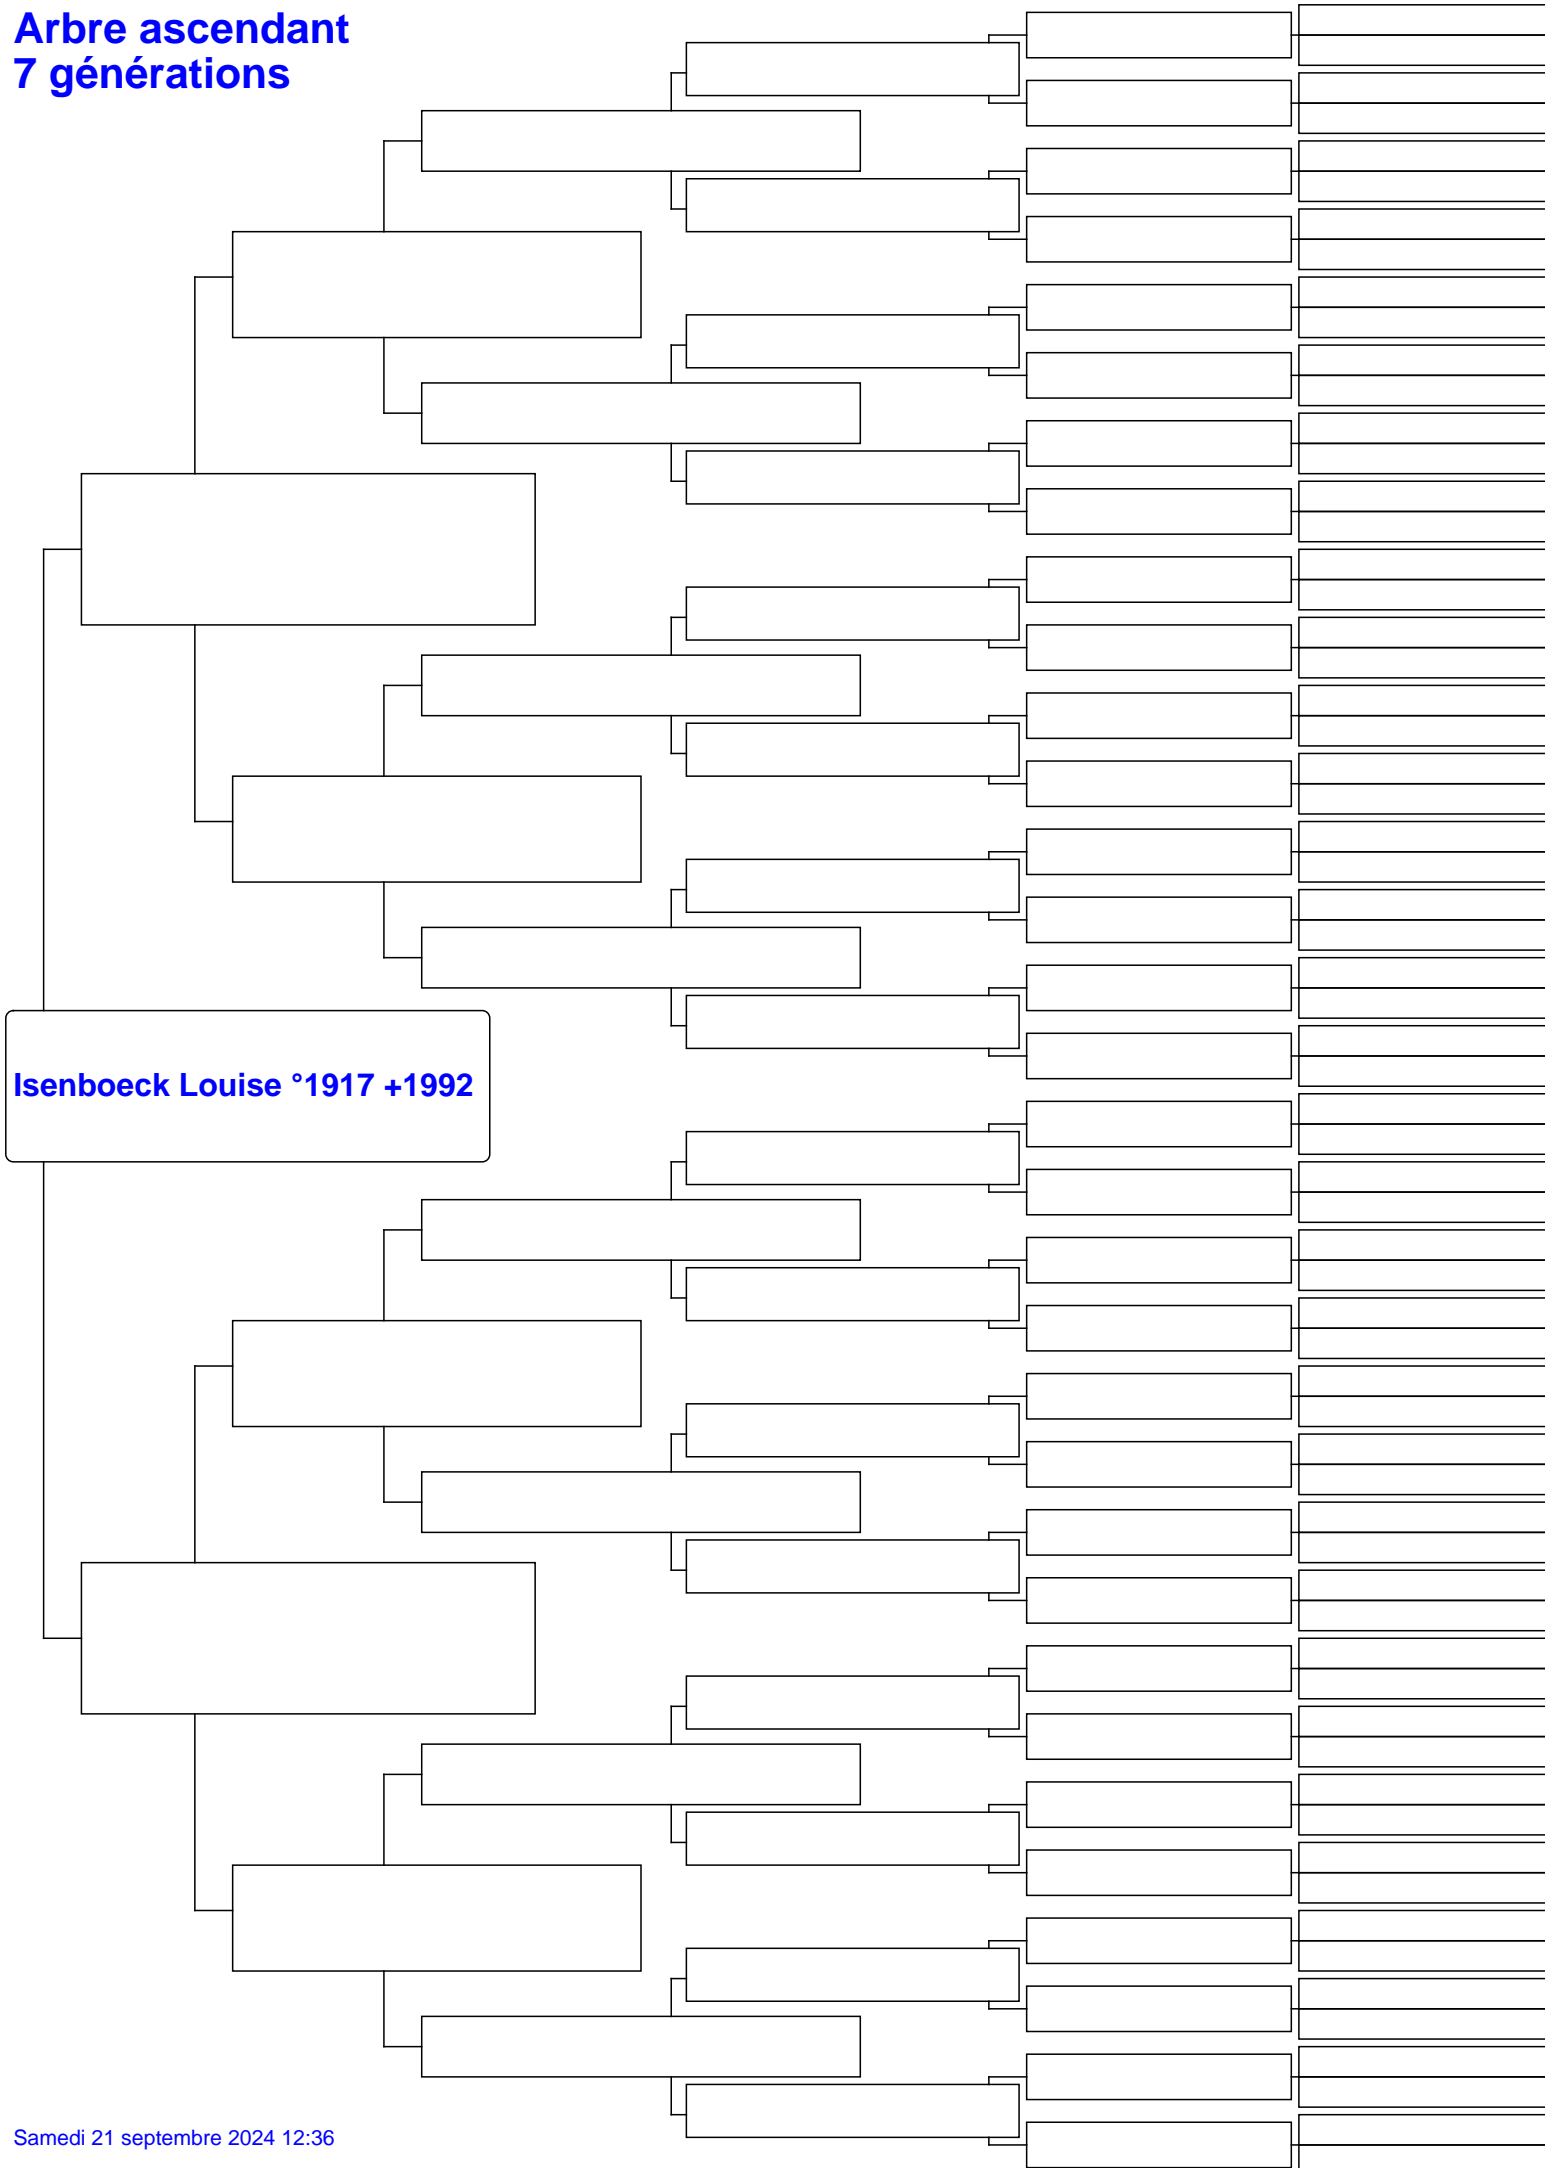 Arbre ascendant
7 générations
Isenboeck Louise °1917 +1992
Samedi 21 septembre 2024 12:36